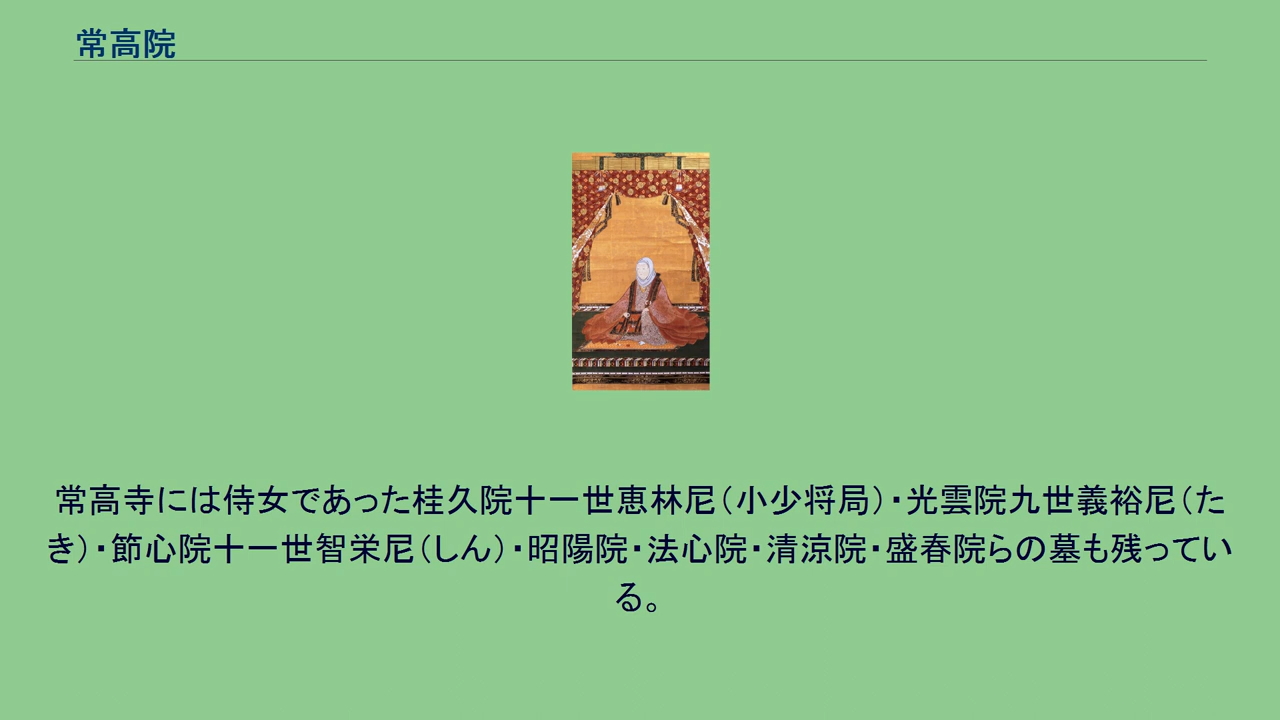 常高院
常高寺には侍女であった桂久院十一世恵林尼（小少将局）・光雲院九世義裕尼（た
き）・節心院十一世智栄尼（しん）・昭陽院・法心院・清涼院・盛春院らの墓も残ってい
る。